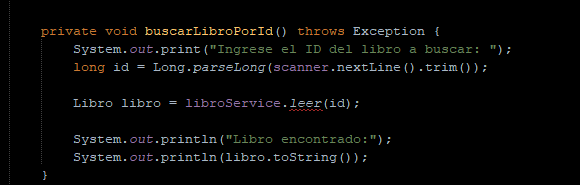 private void buscarLibroPorId() throws Exception {
System.out.print("Ingrese el ID del libro a buscar: ");
long id = Long.parseLong(scanner.nextLine().trim());
Libro libro = libroService.leer(id);
System.out.println("Libro encontrado:");
System.out.println(libro.toString());
}